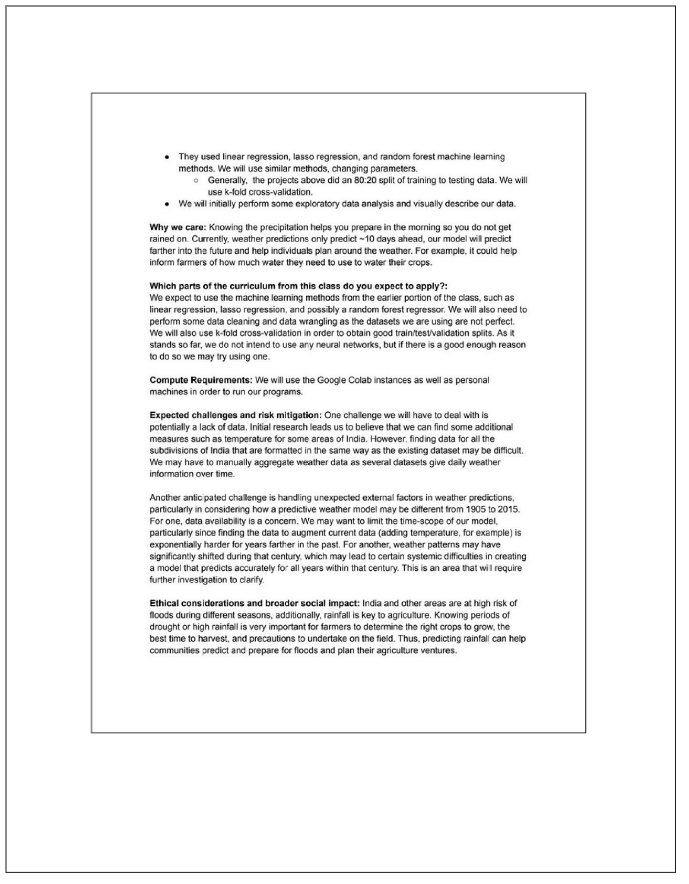 ● They used linear regression, lasso regression, and random forest machine learning
methods. We will use similar methods, changing parameters.
○ Generally, the projects above did an 80:20 split of training to testing data. We will
use k-fold cross-validation.
● We will initially perform some exploratory data analysis and visually describe our data.
Why we care: Knowing the precipitation helps you prepare in the morning so you do not get
rained on. Currently, weather predictions only predict ~10 days ahead, our model will predict
farther into the future and help individuals plan around the weather. For example, it could help
inform farmers of how much water they need to use to water their crops.
Which parts of the curriculum from this class do you expect to apply?:
We expect to use the machine learning methods from the earlier portion of the class, such as
linear regression, lasso regression, and possibly a random forest regressor. We will also need to
perform some data cleaning and data wrangling as the datasets we are using are not perfect.
We will also use k-fold cross-validation in order to obtain good train/test/validation splits. As it
stands so far, we do not intend to use any neural networks, but if there is a good enough reason
to do so we may try using one.
Compute Requirements: We will use the Google Colab instances as well as personal
machines in order to run our programs.
Expected challenges and risk mitigation: One challenge we will have to deal with is
potentially a lack of data. Initial research leads us to believe that we can find some additional
measures such as temperature for some areas of India. However, finding data for all the
subdivisions of India that are formatted in the same way as the existing dataset may be difficult.
We may have to manually aggregate weather data as several datasets give daily weather
information over time.
Another anticipated challenge is handling unexpected external factors in weather predictions,
particularly in considering how a predictive weather model may be different from 1905 to 2015.
For one, data availability is a concern. We may want to limit the time-scope of our model,
particularly since finding the data to augment current data (adding temperature, for example) is
exponentially harder for years farther in the past. For another, weather patterns may have
significantly shifted during that century, which may lead to certain systemic difficulties in creating
a model that predicts accurately for all years within that century. This is an area that will require
further investigation to clarify.
Ethical considerations and broader social impact: India and other areas are at high risk of
floods during different seasons, additionally, rainfall is key to agriculture. Knowing periods of
drought or high rainfall is very important for farmers to determine the right crops to grow, the
best time to harvest, and precautions to undertake on the field. Thus, predicting rainfall can help
communities predict and prepare for floods and plan their agriculture ventures.